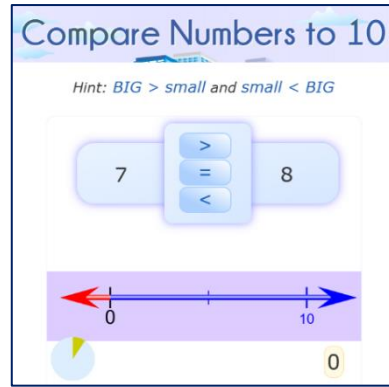 Compare Numbers to 10
Hint: BIG > small and small < BIG
>
7 = 8
<
0 10
0